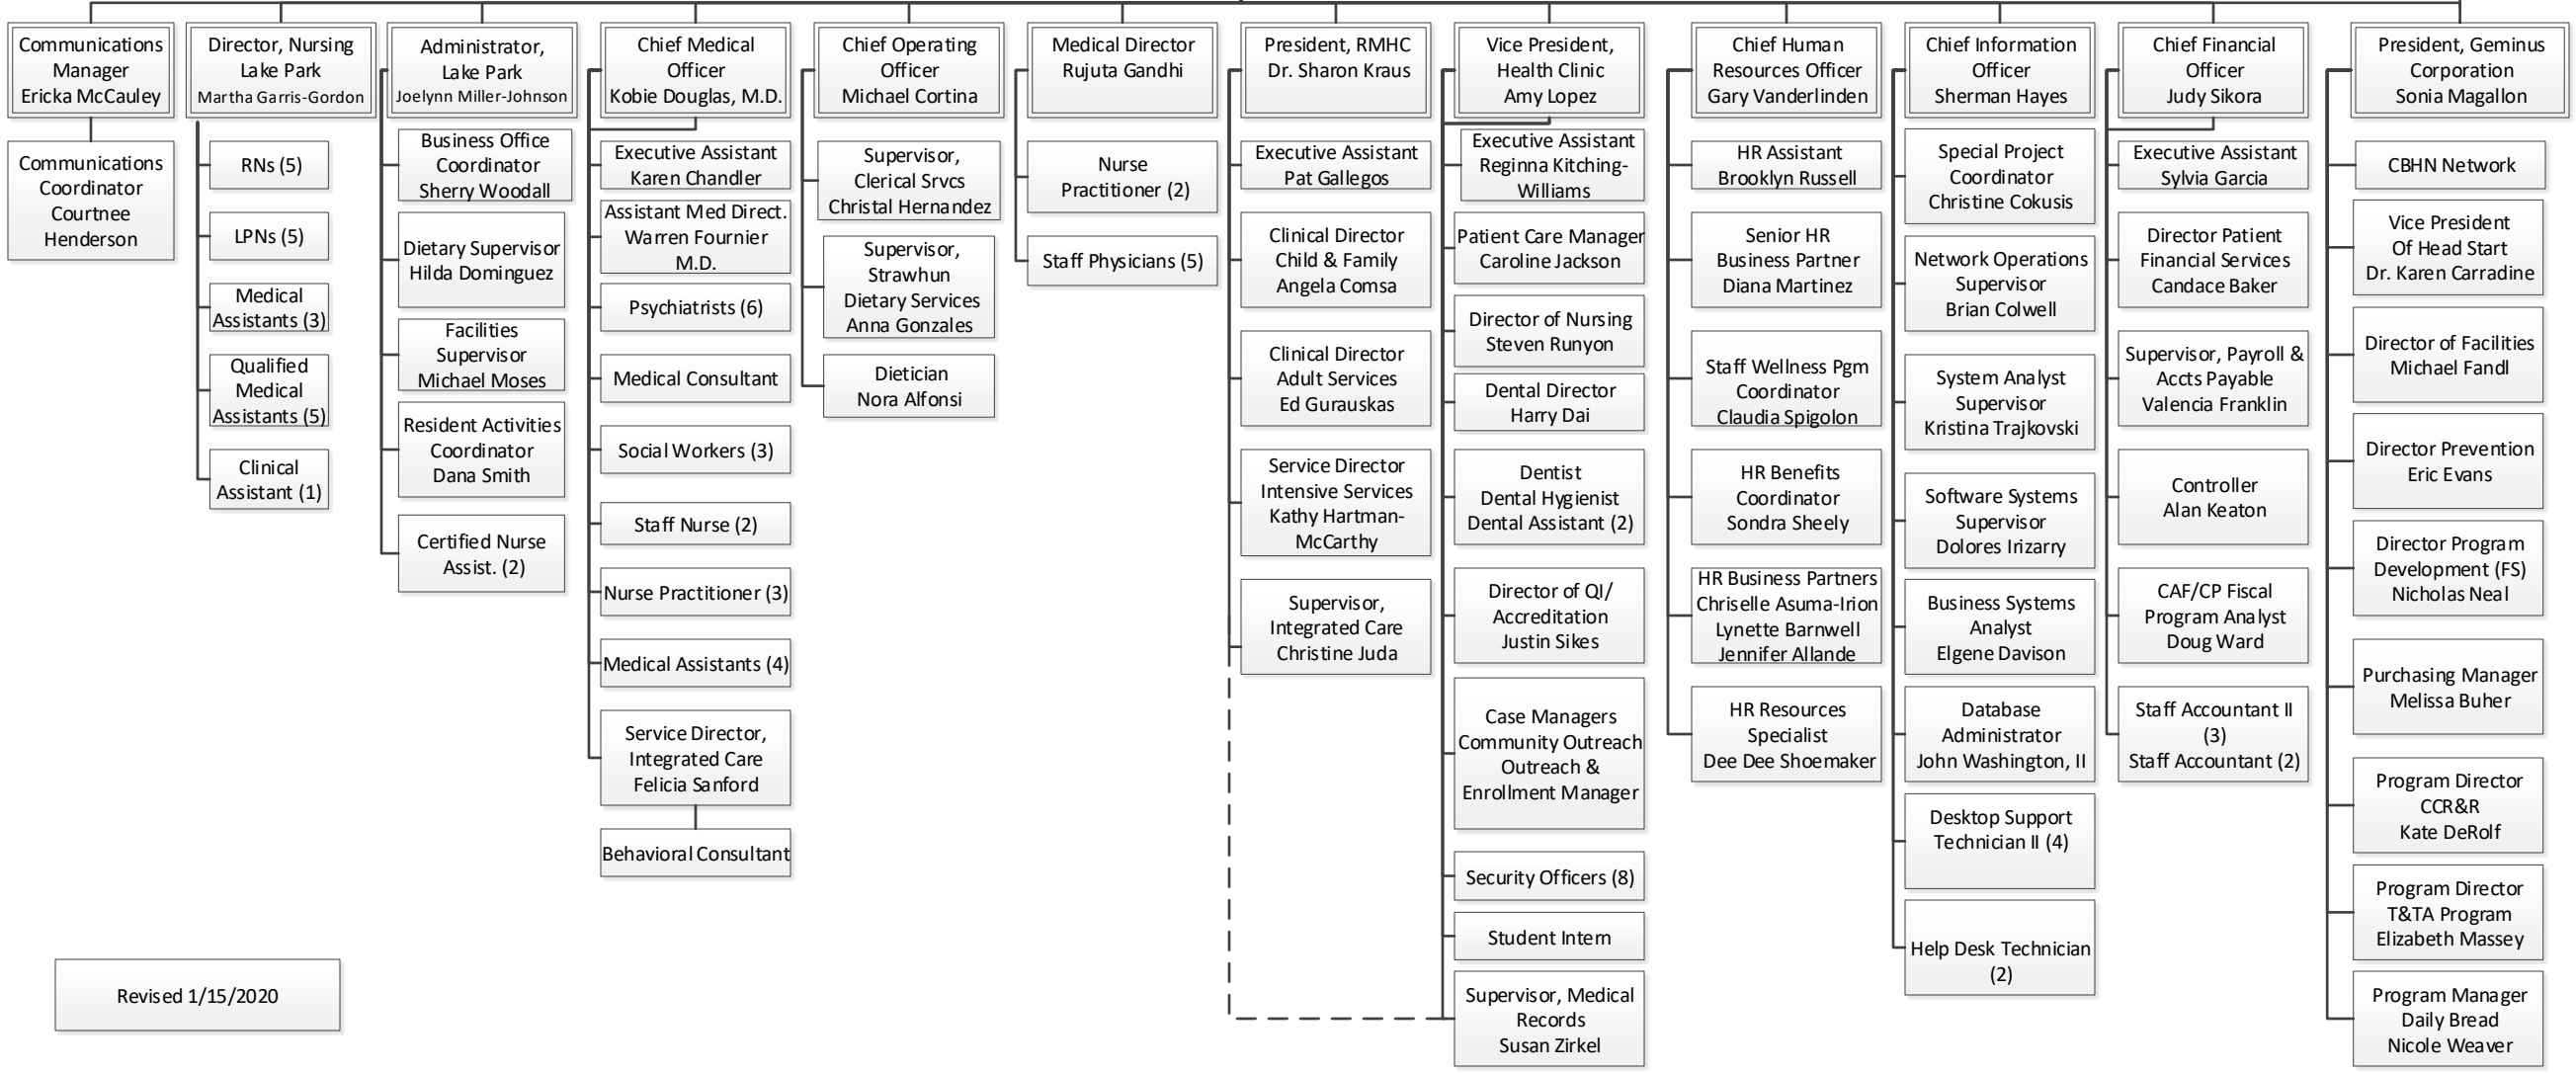 Communications
Manager
Ericka McCauley
Communications
Coordinator
Courtnee
Henderson
Director, Nursing
Lake Park
Martha Garris-Gordon
RNs (5)
LPNs (5)
Medical
Assistants (3)
Qualified
Medical
Assistants (5)
Clinical
Assistant (1)
Administrator,
Lake Park
Joelynn Miller-Johnson
Business Office
Coordinator
Sherry Woodall
Dietary Supervisor
Hilda Dominguez
Facilities
Supervisor
Michael Moses
Resident Activities
Coordinator
Dana Smith
Certified Nurse
Assist. (2)
Chief Medical
Officer
Kobie Douglas, M.D.
Executive Assistant
Karen Chandler
Assistant Med Direct.
Warren Fournier
M.D.
Psychiatrists (6)
Medical Consultant
Social Workers (3)
Staff Nurse (2)
Nurse Practitioner (3)
Medical Assistants (4)
Service Director,
Integrated Care
Felicia Sanford
Behavioral Consultant
Chief Operating
Officer
Michael Cortina
Supervisor,
Clerical Srvcs
Christal Hernandez
Supervisor,
Strawhun
Dietary Services
Anna Gonzales
Dietician
Nora Alfonsi
Medical Director
Rujuta Gandhi
Nurse
Practitioner (2)
Staff Physicians (5)
President, RMHC
Dr. Sharon Kraus
Executive Assistant
Pat Gallegos
Clinical Director
Child & Family
Angela Comsa
Clinical Director
Adult Services
Ed Gurauskas
Service Director
Intensive Services
Kathy Hartman-
McCarthy
Supervisor,
Integrated Care
Christine Juda
Vice President,
Health Clinic
Amy Lopez
Executive Assistant
Reginna Kitching-
Williams
Patient Care Manager
Caroline Jackson
Director of Nursing
Steven Runyon
Dental Director
Harry Dai
Dentist
Dental Hygienist
Dental Assistant (2)
Director of QI/
Accreditation
Justin Sikes
Case Managers
Community Outreach
Outreach &
Enrollment Manager
Security Officers (8)
Student Intern
Supervisor, Medical
Records
Susan Zirkel
Chief Human
Resources Officer
Gary Vanderlinden
HR Assistant
Brooklyn Russell
Senior HR
Business Partner
Diana Martinez
Staff Wellness Pgm
Coordinator
Claudia Spigolon
HR Benefits
Coordinator
Sondra Sheely
HR Business Partners
Chriselle Asuma-Irion
Lynette Barnwell
Jennifer Allande
HR Resources
Specialist
Dee Dee Shoemaker
Chief Information
Officer
Sherman Hayes
Special Project
Coordinator
Christine Cokusis
Network Operations
Supervisor
Brian Colwell
System Analyst
Supervisor
Kristina Trajkovski
Software Systems
Supervisor
Dolores Irizarry
Business Systems
Analyst
Elgene Davison
Database
Administrator
John Washington, II
Desktop Support
Technician II (4)
Help Desk Technician
(2)
Chief Financial
Officer
Judy Sikora
Executive Assistant
Sylvia Garcia
Director Patient
Financial Services
Candace Baker
Supervisor, Payroll &
Accts Payable
Valencia Franklin
Controller
Alan Keaton
CAF/CP Fiscal
Program Analyst
Doug Ward
Staff Accountant II
(3)
Staff Accountant (2)
President, Geminus
Corporation
Sonia Magallon
CBHN Network
Vice President
Of Head Start
Dr. Karen Carradine
Director of Facilities
Michael Fandl
Director Prevention
Eric Evans
Director Program
Development (FS)
Nicholas Neal
Purchasing Manager
Melissa Buher
Program Director
CCR&R
Kate DeRolf
Program Director
T&TA Program
Elizabeth Massey
Program Manager
Daily Bread
Nicole Weaver
Revised 1/15/2020